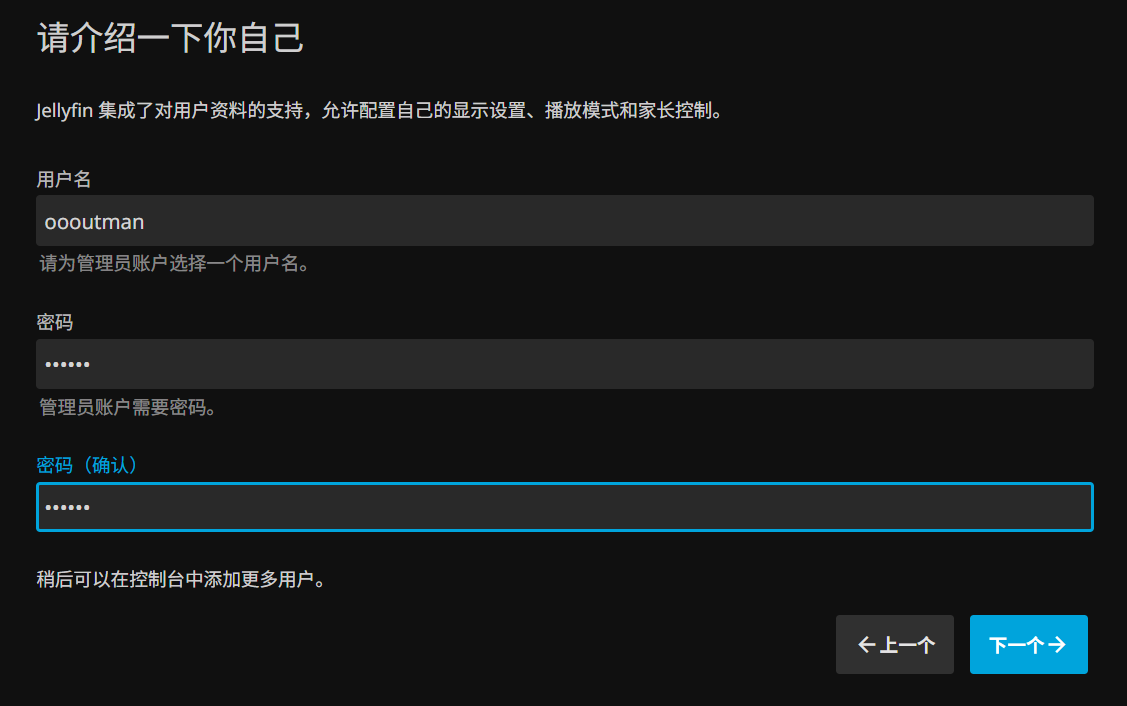 请介绍一下你自己
Jellyfin 集成了对用户资料的支持，允许配置自己的显示设置、播放模式和家长控制。
用户名
oooutman
请为管理员账户选择一个用户名。
密码
••••••
管理员账户需要密码。
密码（确认）
••••••
稍后可以在控制台中添加更多用户。
←上一个 下一个→